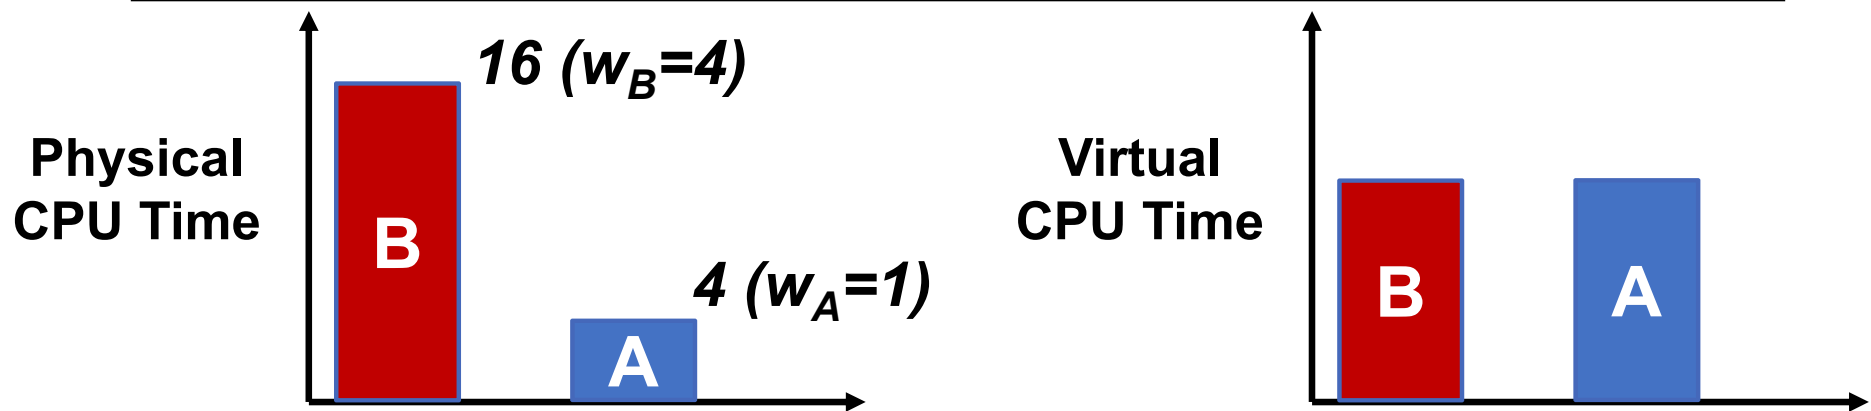 Physical
CPU Time
16 (wB=4)
B
4 (wA=1)
A
Virtual
CPU Time
B
A